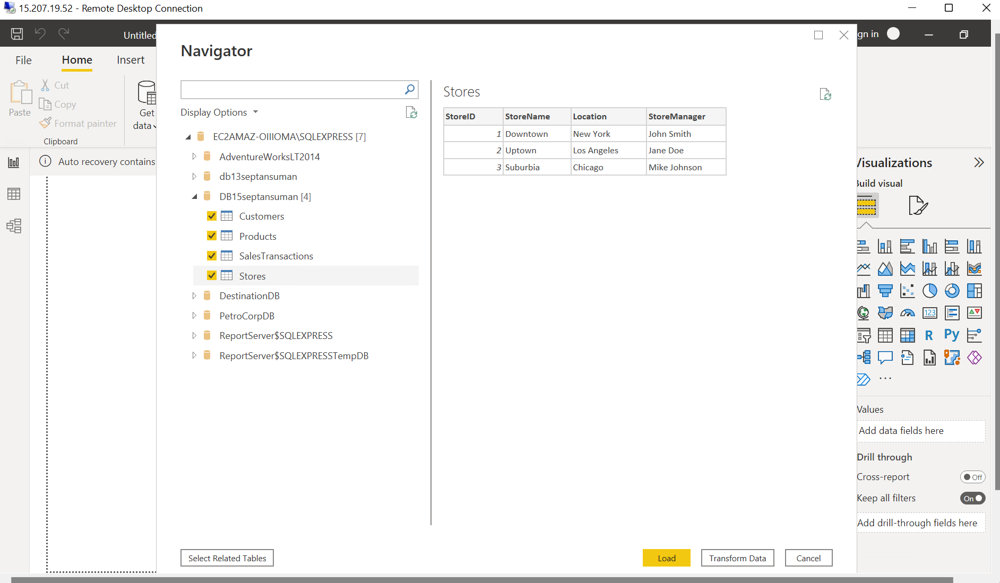 15.207.19.52 - Remote Desktop Connection
Untitled
gn in
File Home Insert
Paste
Cut
Copy
Format painter
Clipboard
Get
data
Auto recovery contains
Navigator
Display Options
EC2AMAZ-OIIIOMA\SQLEXPRESS [7]
AdventureWorksLT2014
db13septansuman
DB15septansuman [4]
Customers
Products
SalesTransactions
Stores
DestinationDB
PetroCorpDB
ReportServer$SQLEXPRESS
ReportServer$SQLEXPRESSTempDB
Stores
StoreID StoreName Location StoreManager
1 Downtown New York John Smith
2 Uptown Los Angeles Jane Doe
3 Suburbia Chicago Mike Johnson
Select Related Tables
Load
Transform Data
Cancel
Visualizations
Build visual
123
R
Py
Values
Add data fields here
Drill through
Cross-report
Off
Keep all filters
On
Add drill-through fields here